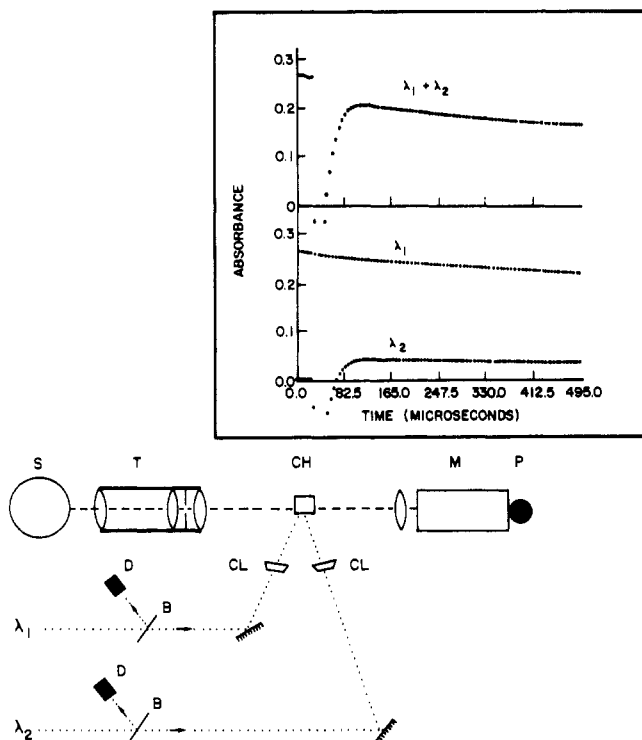 0.3
λ1 + λ2
0.2
0.1
0
ABSORBANCE
0.3
λ1
0.2
0.1
λ2
0.0
0.0 82.5 165.0 247.5 330.0 412.5 495.0
TIME (MICROSECONDS)
S T CH M P
CL CL
D
B
λ1
D
B
λ2